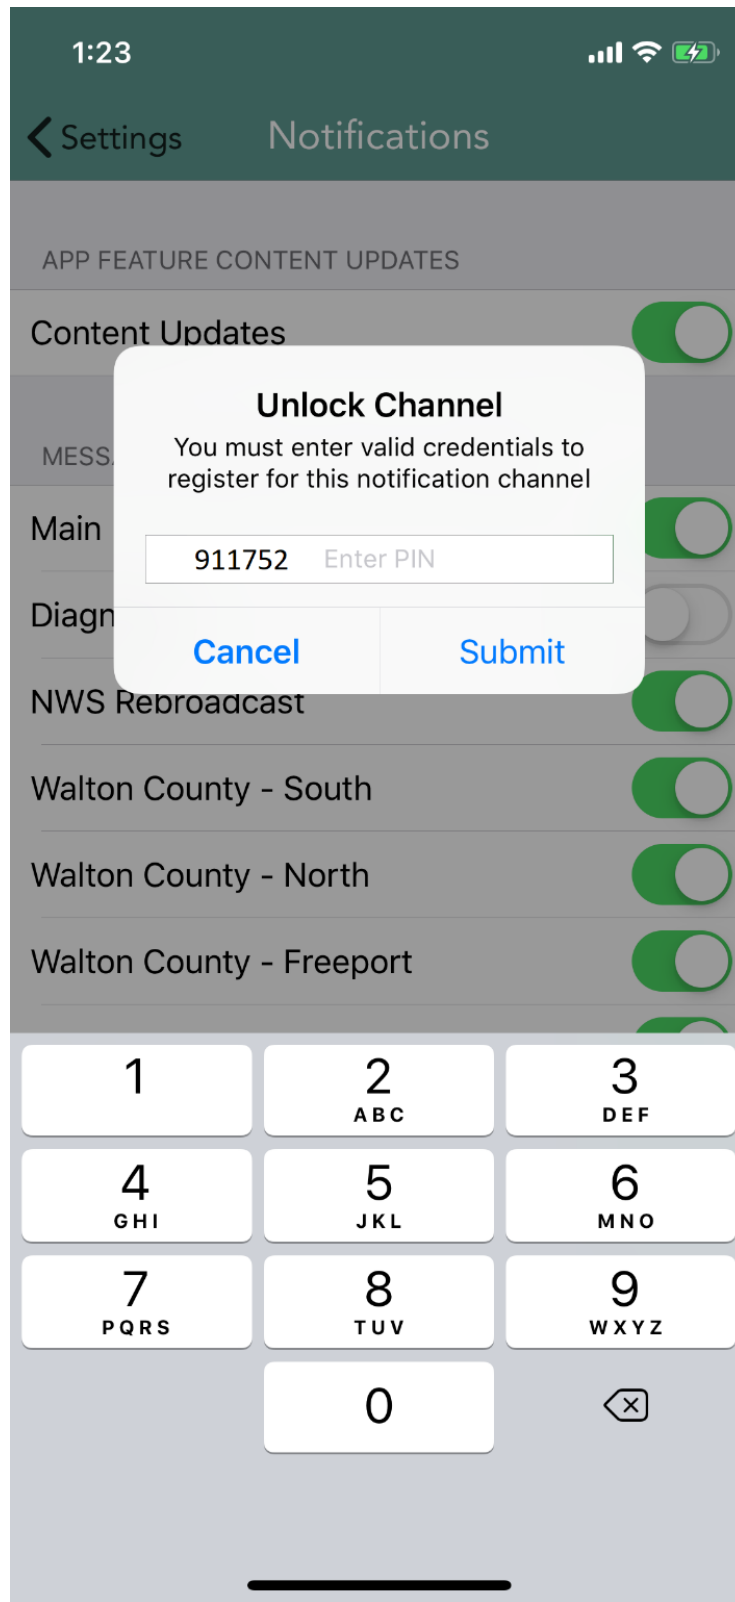 1:23
Settings Notifications
APP FEATURE CONTENT UPDATES
Content Updates
Unlock Channel
You must enter valid credentials to
register for this notification channel
911752 Enter PIN
Cancel Submit
MESS
Main
Diagn
NWS Rebroadcast
Walton County - South
Walton County - North
Walton County - Freeport
1 2 3
ABC DEF
4 5 6
GHI JKL MNO
7 8 9
PQRS TUV WXYZ
0